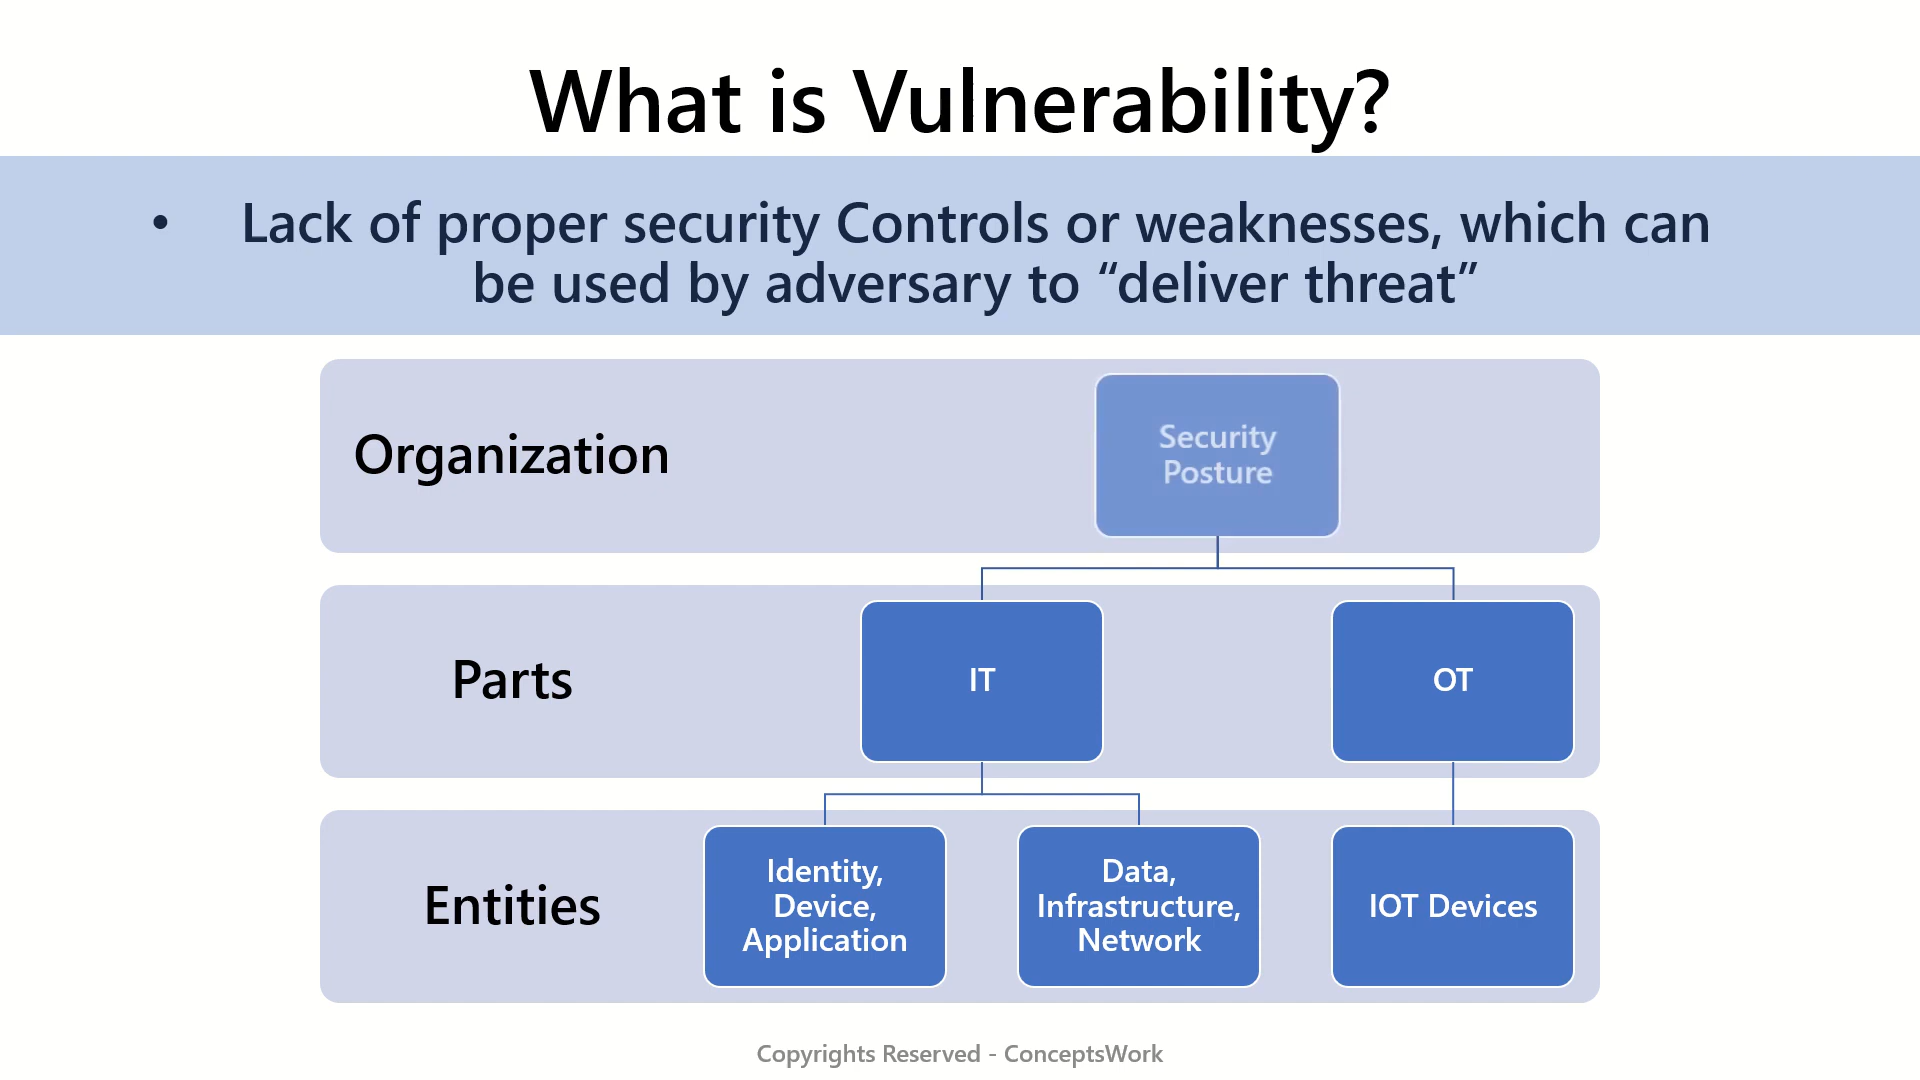 What is Vulnerability?
• Lack of proper security Controls or weaknesses, which can
be used by adversary to “deliver threat”
Organization
Security
Posture
Parts
IT
OT
Entities
Identity,
Device,
Application
Data,
Infrastructure,
Network
IOT Devices
Copyrights Reserved - ConceptsWork